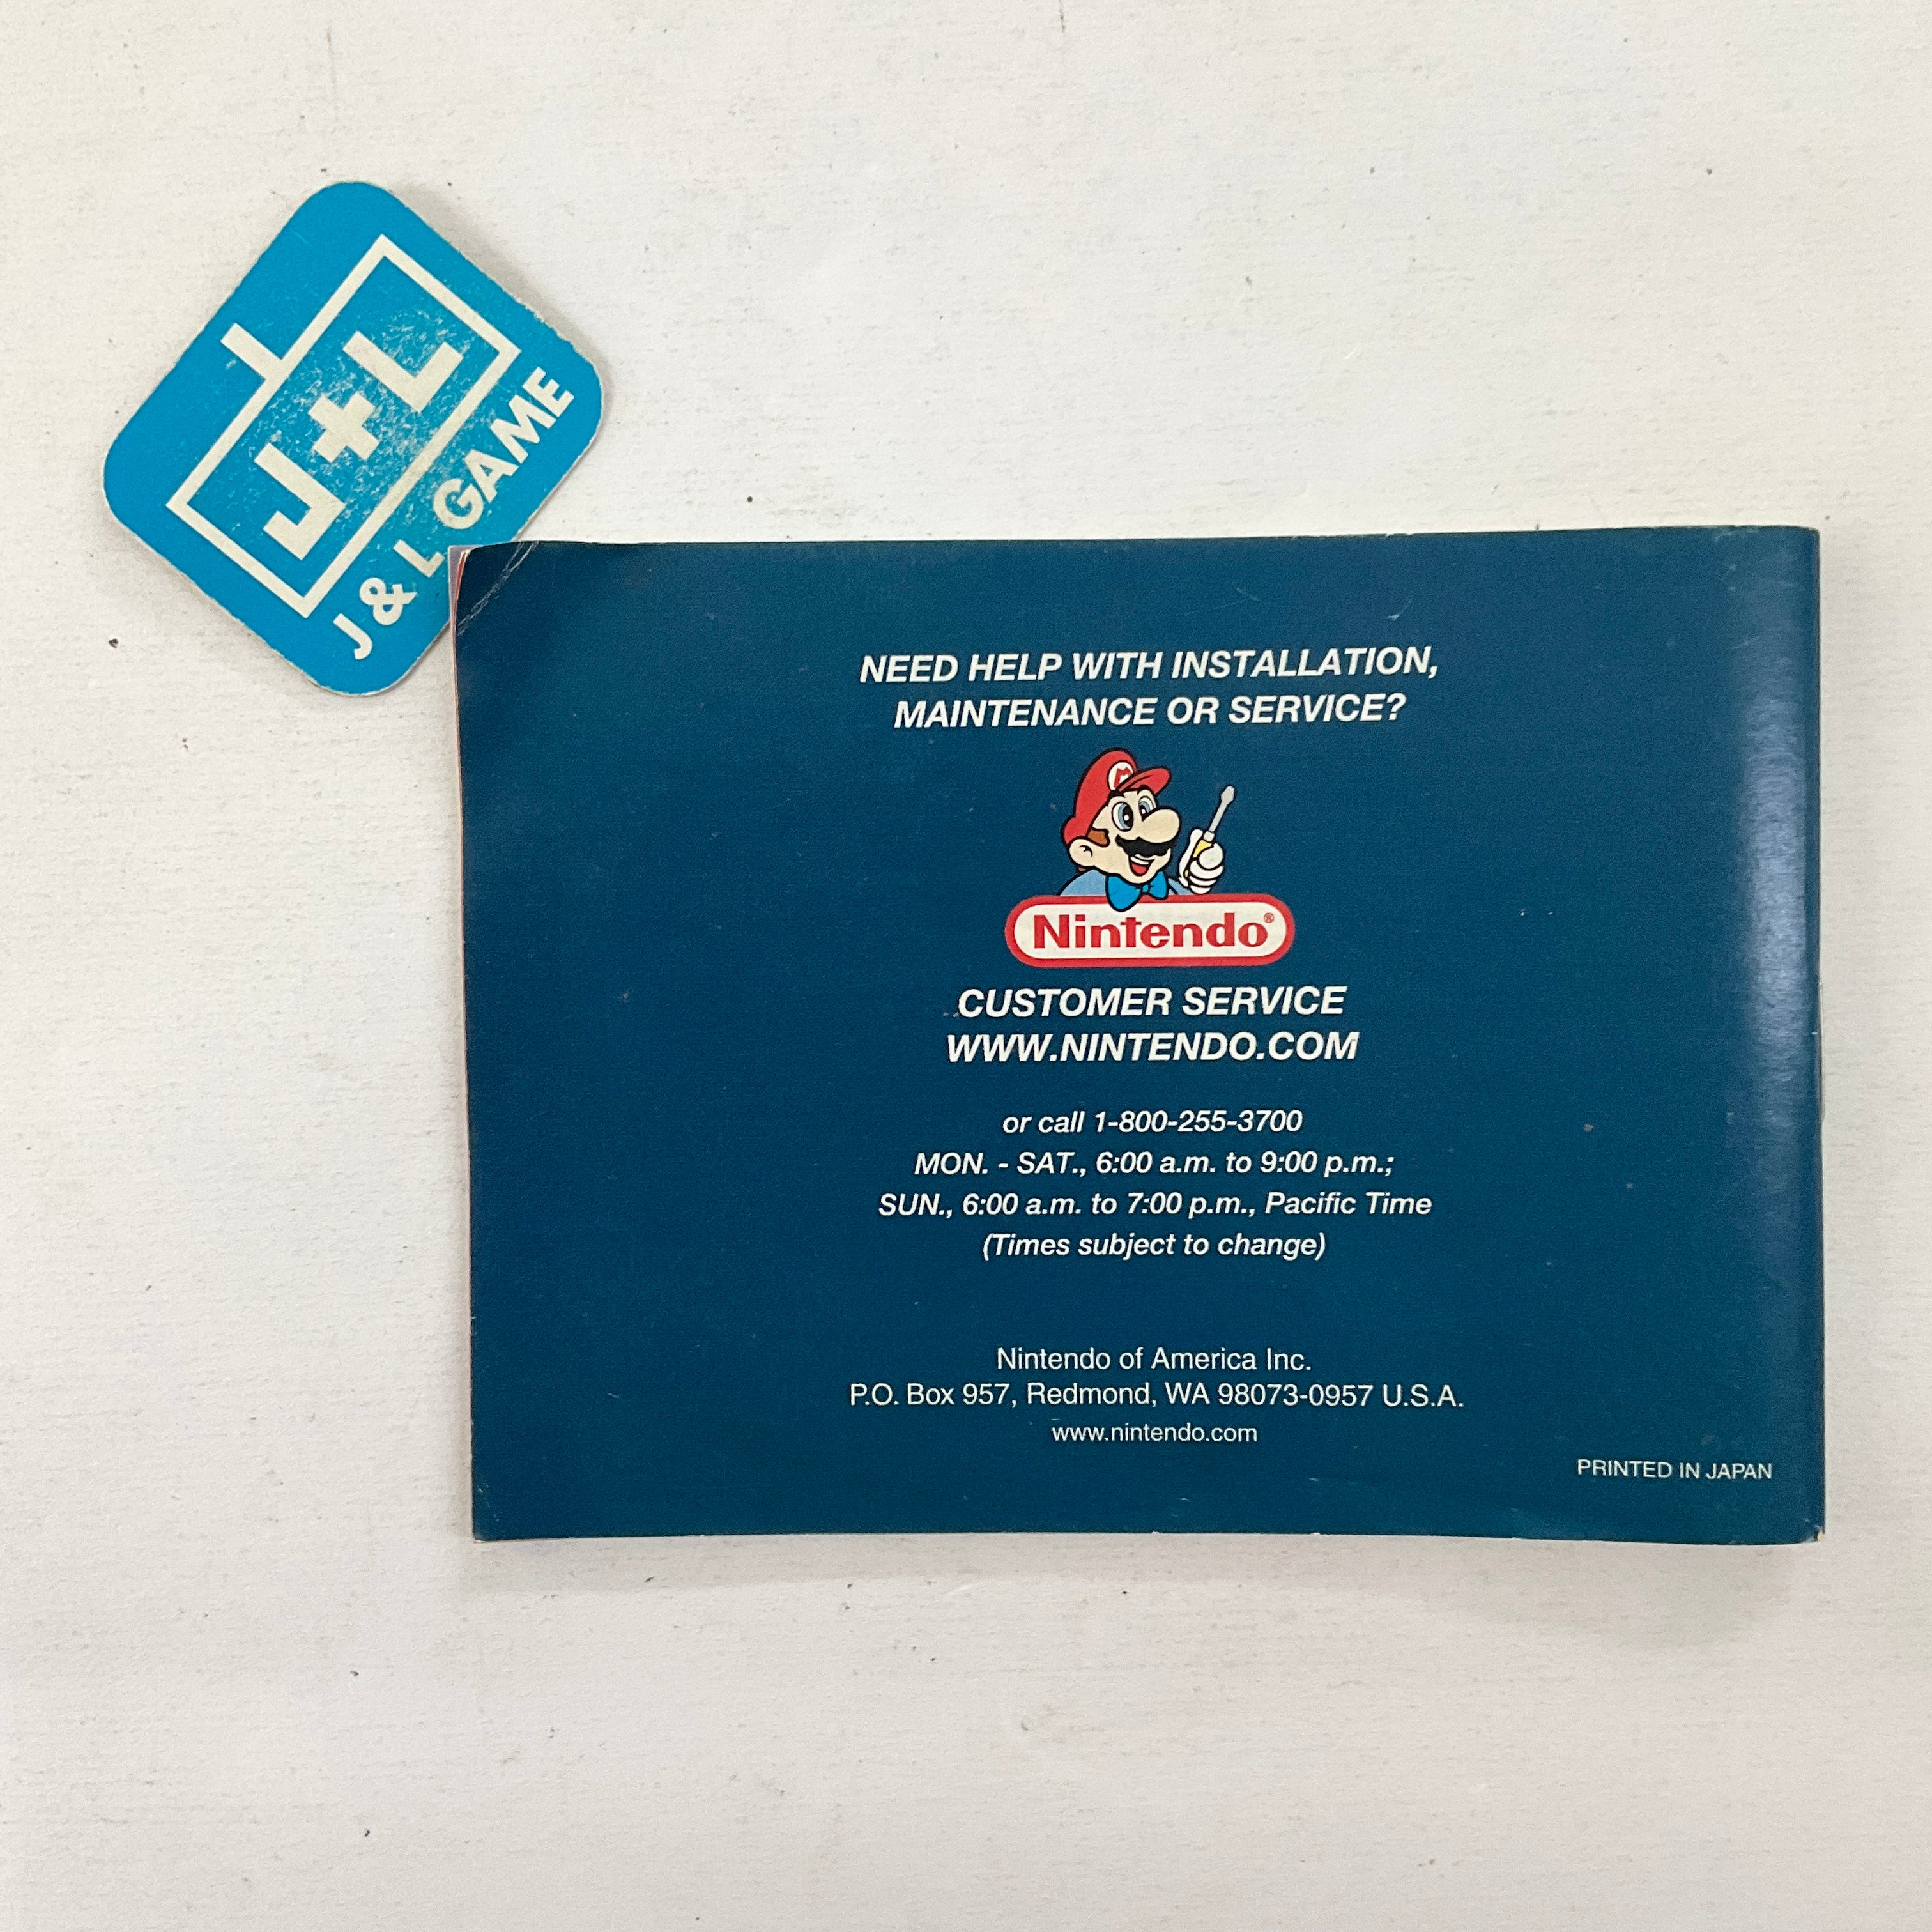 J+L
J & L GAME
NEED HELP WITH INSTALLATION,
MAINTENANCE OR SERVICE?
M
Nintendo®
CUSTOMER SERVICE
WWW.NINTENDO.COM
or call 1-800-255-3700
MON. - SAT., 6:00 a.m. to 9:00 p.m.;
SUN., 6:00 a.m. to 7:00 p.m., Pacific Time
(Times subject to change)
Nintendo of America Inc.
P.O. Box 957, Redmond, WA 98073-0957 U.S.A.
www.nintendo.com
PRINTED IN JAPAN